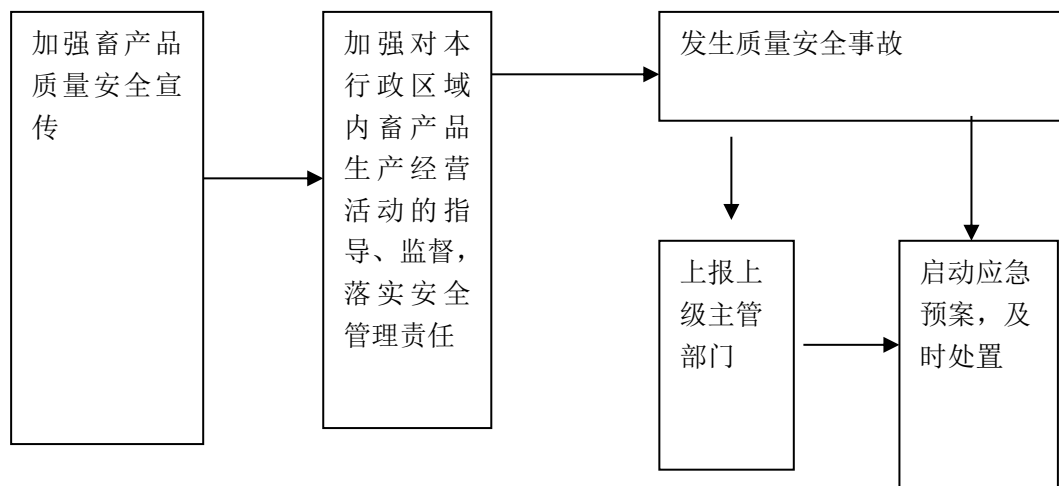 加强畜产品
质量安全宣
传
加强对本
行政区域
内畜产品
生产经营
活动的指
导、监督，
落实安全
管理责任
发生质量安全事故
上报上
级主管
部门
启动应急
预案，及
时处置